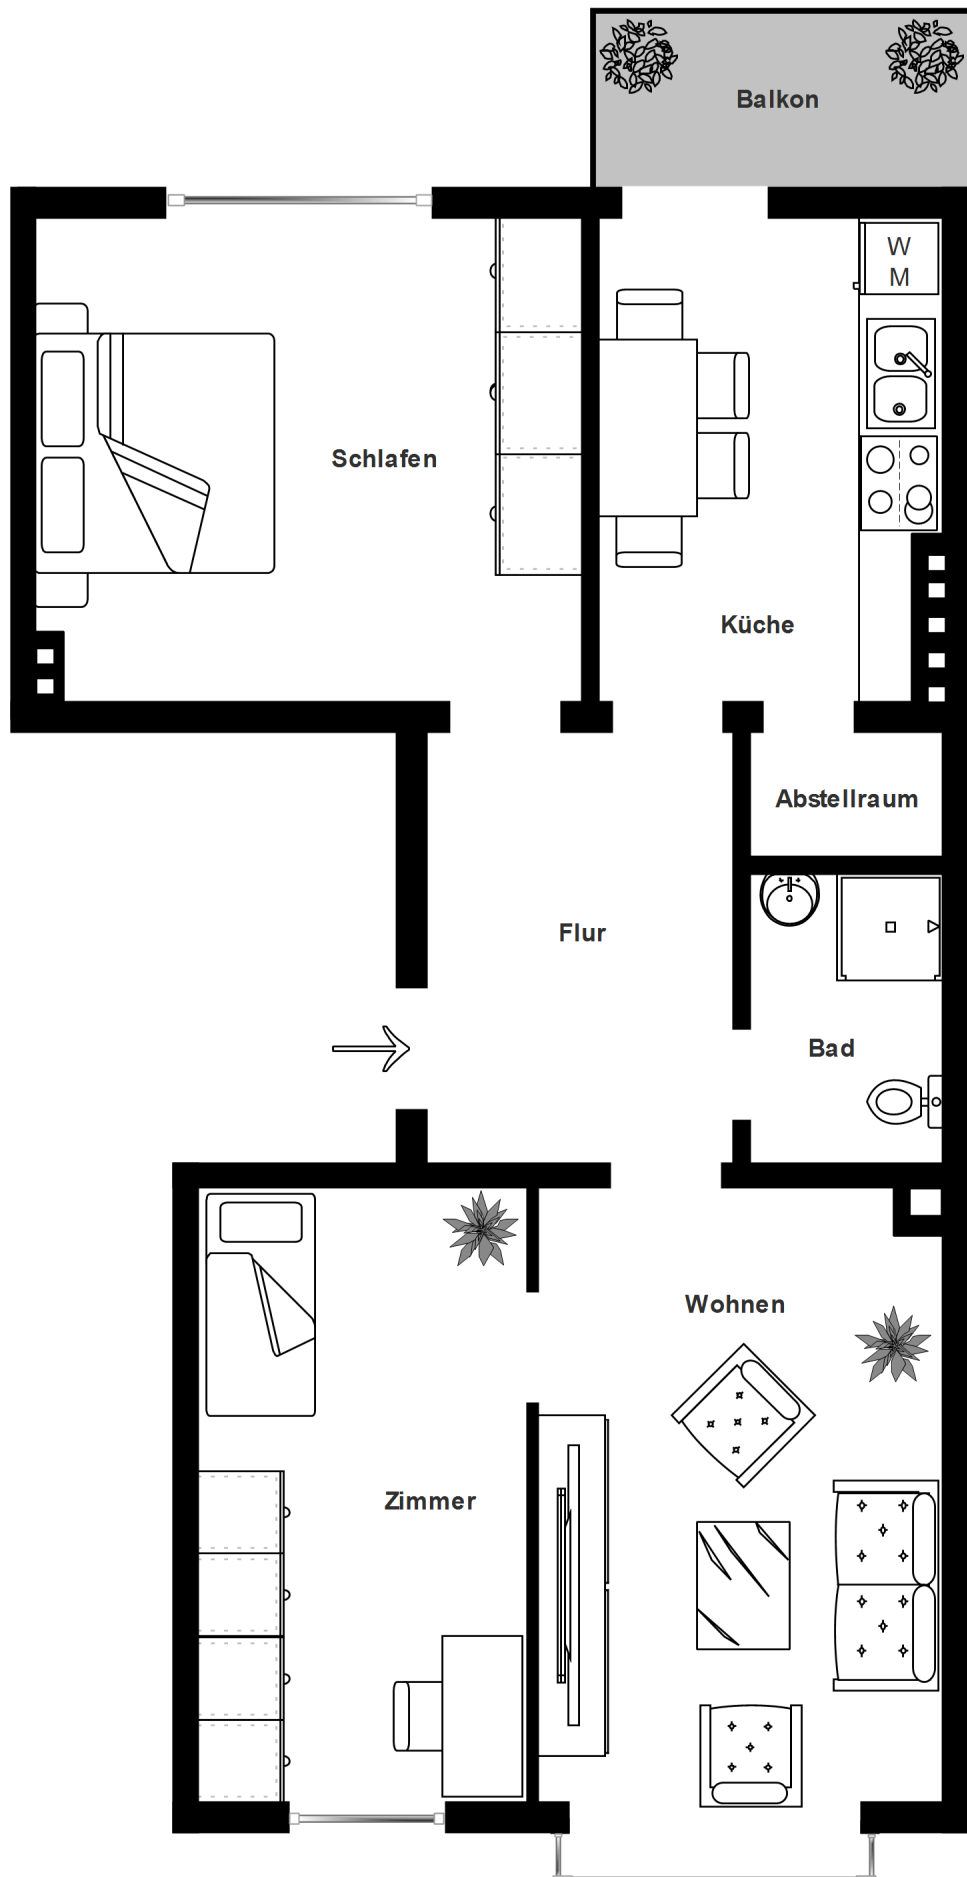 Balkon
W
M
Schlafen
Küche
Abstellraum
Flur
Bad
Wohnen
Zimmer